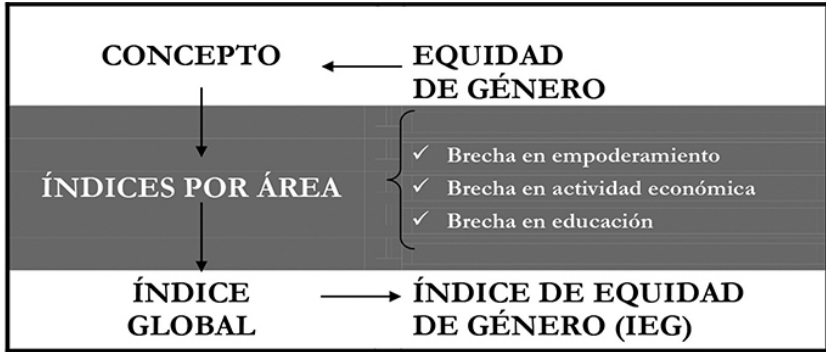 CONCEPTO
EQUIDAD
DE GÉNERO
ÍNDICES POR ÁREA
✓ Brecha en empoderamiento
✓ Brecha en actividad económica
✓ Brecha en educación
ÍNDICE
GLOBAL
ÍNDICE DE EQUIDAD
DE GÉNERO (IEG)